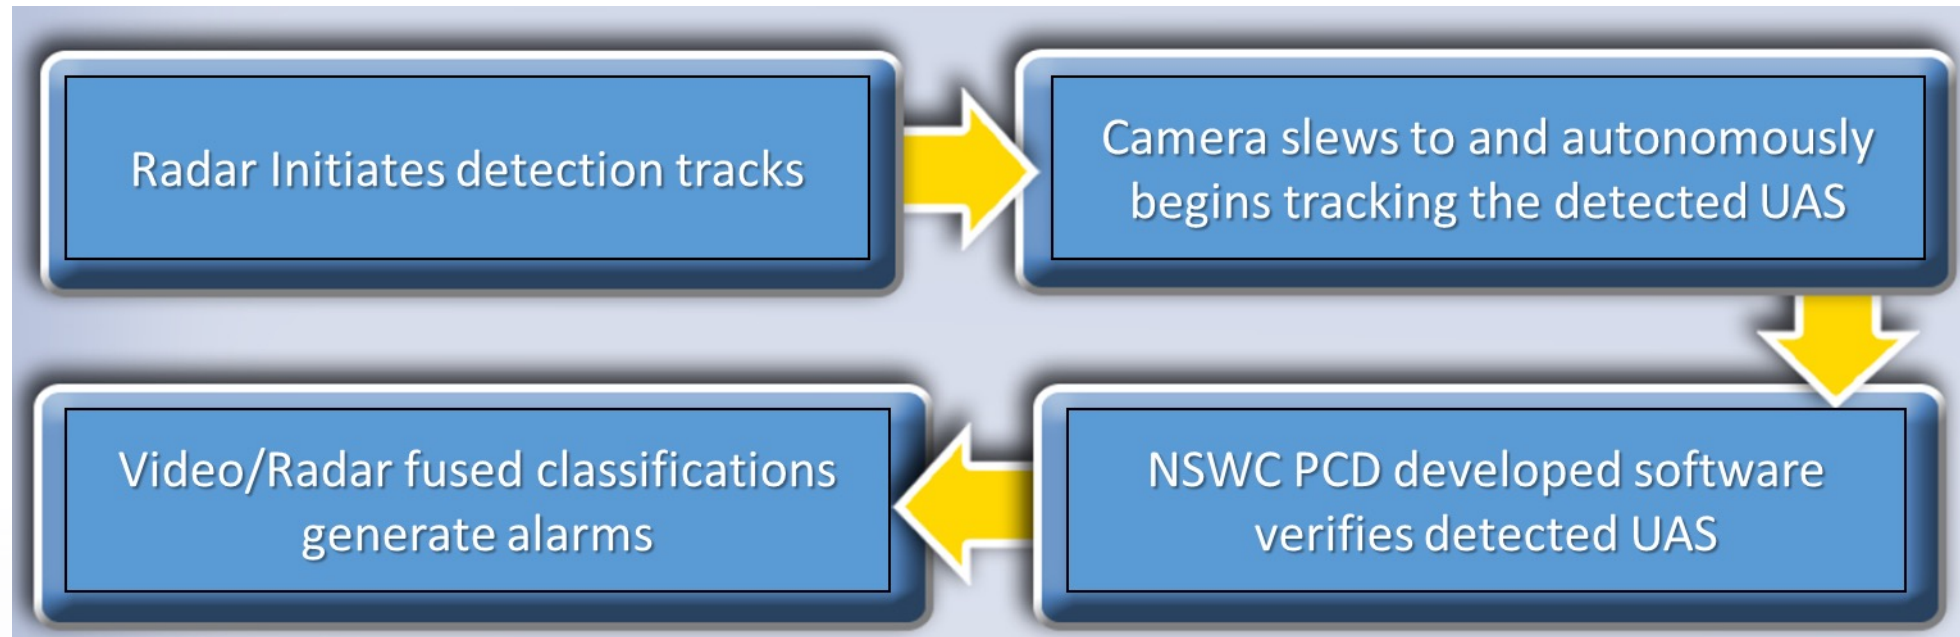 Radar Initiates detection tracks
Camera slews to and autonomously
begins tracking the detected UAS
NSWC PCD developed software
verifies detected UAS
Video/Radar fused classifications
generate alarms